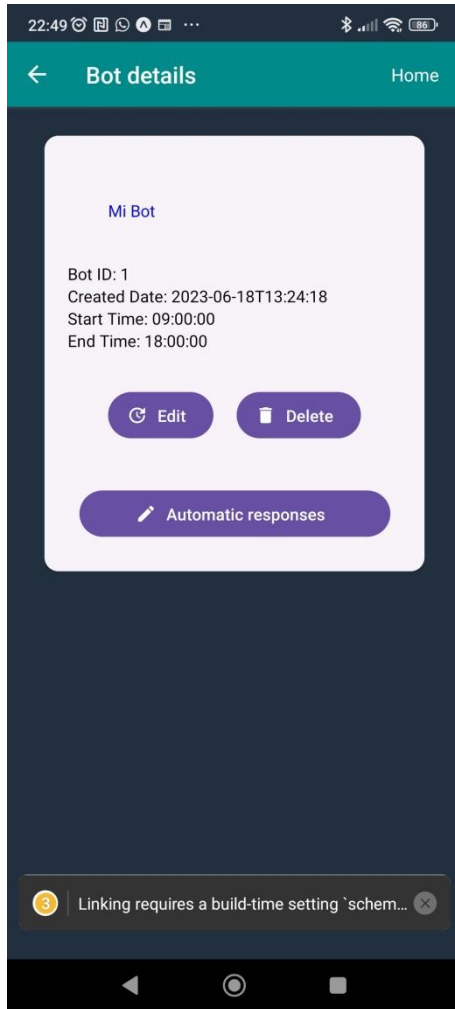 22:49
86
Bot details
Home
Mi Bot
Bot ID: 1
Created Date: 2023-06-18T13:24:18
Start Time: 09:00:00
End Time: 18:00:00
Edit
Delete
Automatic responses
3
Linking requires a build-time setting `schem...